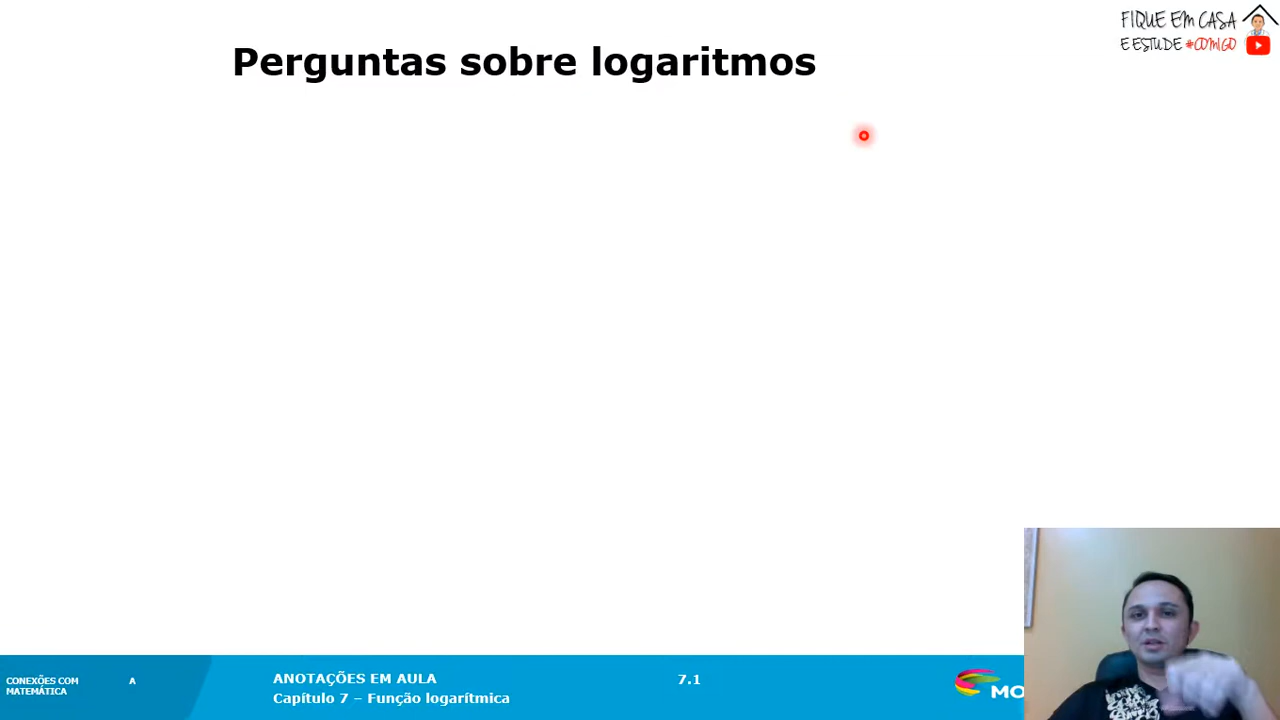 FIQUE EM CASA
E ESTUDE #COMIGO
Perguntas sobre logaritmos
CONEXÕES COM
MATEMÁTICA
A
ANOTAÇÕES EM AULA
Capítulo 7 – Função logarítmica
7.1
MO